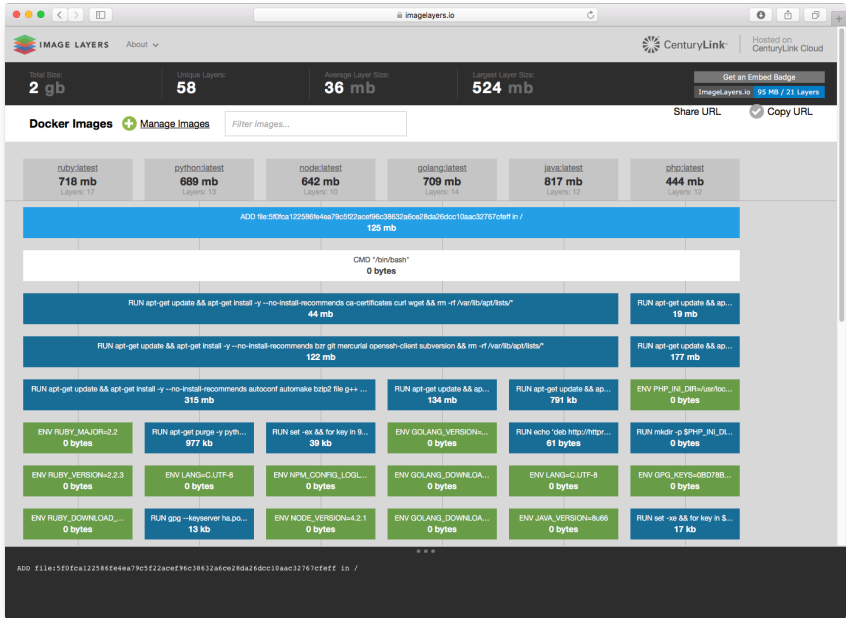 imagelayers.io
IMAGE LAYERS
About
CenturyLink
Hosted on
CenturyLink Cloud
Total Size:
2 gb
Unique Layers:
58
Average Layer Size:
36 mb
Largest Layer Size:
524 mb
Get an Embed Badge
ImageLayers.io 95 MB / 21 Layers
Docker Images
Manage Images
Filter images...
Share URL
Copy URL
ruby:latest
718 mb
Layers: 17
python:latest
689 mb
Layers: 13
node:latest
642 mb
Layers: 10
golang:latest
709 mb
Layers: 14
java:latest
817 mb
Layers: 12
php:latest
444 mb
Layers: 12
ADD file:5f0fca122586fe4ea79c5f22acef96c38632a6ce28da26dcc10aac32767cfeff in /
125 mb
CMD "/bin/bash"
0 bytes
RUN apt-get update && apt-get install -y --no-install-recommends ca-certificates curl wget && rm -rf /var/lib/apt/lists/*
44 mb
RUN apt-get update && ap...
19 mb
RUN apt-get update && apt-get install -y --no-install-recommends bzr git mercurial openssh-client subversion && rm -rf /var/lib/apt/lists/*
122 mb
RUN apt-get update && ap...
177 mb
RUN apt-get update && apt-get install -y --no-install-recommends autoconf automake bzip2 file g++ ...
315 mb
RUN apt-get update && ap...
134 mb
RUN apt-get update && ap...
791 kb
ENV PHP_INI_DIR=/usr/loc...
0 bytes
ENV RUBY_MAJOR=2.2
0 bytes
RUN apt-get purge -y pyth...
977 kb
RUN set -ex && for key in 9...
39 kb
ENV GOLANG_VERSION=...
0 bytes
RUN echo 'deb http://httpr...
61 bytes
RUN mkdir -p $PHP_INI_DI...
0 bytes
ENV RUBY_VERSION=2.2.3
0 bytes
ENV LANG=C.UTF-8
0 bytes
ENV NPM_CONFIG_LOGL...
0 bytes
ENV GOLANG_DOWNLOA...
0 bytes
ENV LANG=C.UTF-8
0 bytes
ENV GPG_KEYS=0BD78B...
0 bytes
ENV RUBY_DOWNLOAD_...
0 bytes
RUN gpg --keyserver ha.po...
13 kb
ENV NODE_VERSION=4.2.1
0 bytes
ENV GOLANG_DOWNLOA...
0 bytes
ENV JAVA_VERSION=8u66
0 bytes
RUN set -xe && for key in $...
17 kb
ADD file:5f0fca122586fe4ea79c5f22acef96c38632a6ce28da26dcc10aac32767cfeff in /